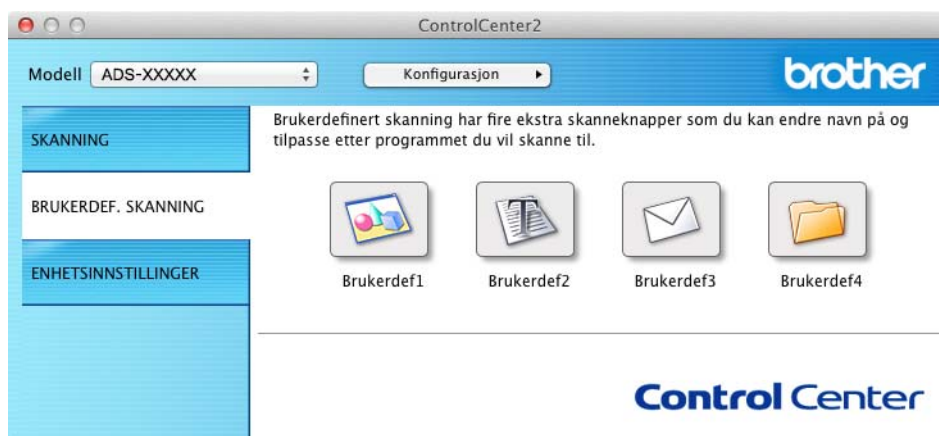 ControlCenter2
Modell ADS-XXXXX Konfigurasjon brother
SKANNING
BRUKERDEF. SKANNING
ENHETSINNSTILLINGER
Brukerdefinert skanning har fire ekstra skanneknapper som du kan endre navn på og
tilpasse etter programmet du vil skanne til.
T
Brukerdef1 Brukerdef2 Brukerdef3 Brukerdef4
Control Center